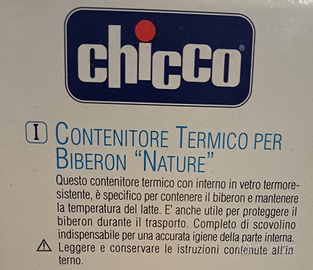 chicco
I CONTENITORE TERMICO PER
BIBERON "NATURE"
Questo contenitore termico con interno in vetro termore-
sistente, è specifico per contenere il biberon e mantenere
la temperatura del latte. E' anche utile per proteggere il
biberon durante il trasporto. Completo di scovolino
indispensabile per una accurata igiene della parte interna.
⚠ Leggere e conservare le istruzioni contenute all'in-
terno.